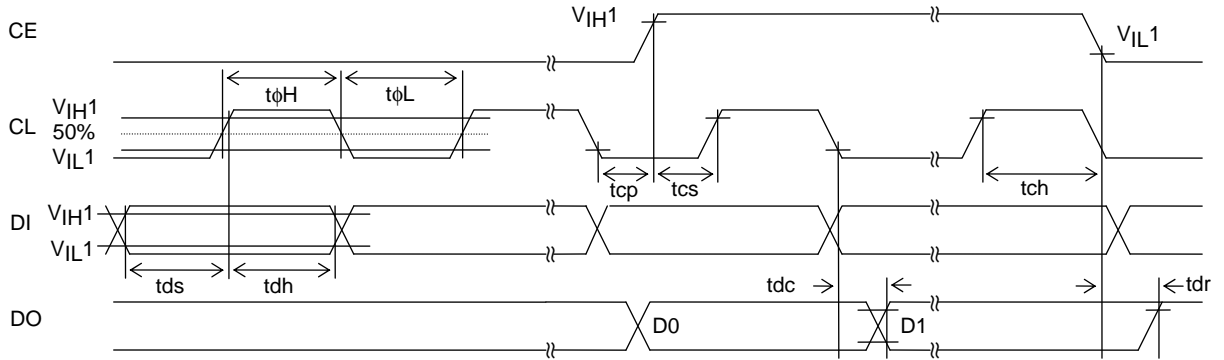 CE
VIH1
VIL1
tϕH
tϕL
CL
VIH1
50%
VIL1
tcp
tcs
tch
DI
VIH1
VIL1
tds
tdh
tdc
tdr
DO
D0
D1